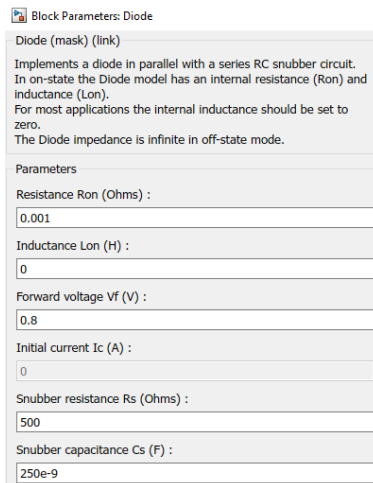 Block Parameters: Diode
Diode (mask) (link)
Implements a diode in parallel with a series RC snubber circuit.
In on-state the Diode model has an internal resistance (Ron) and
inductance (Lon).
For most applications the internal inductance should be set to
zero.
The Diode impedance is infinite in off-state mode.
Parameters
Resistance Ron (Ohms) :
0.001
Inductance Lon (H) :
0
Forward voltage Vf (V) :
0.8
Initial current Ic (A) :
0
Snubber resistance Rs (Ohms) :
500
Snubber capacitance Cs (F) :
250e-9